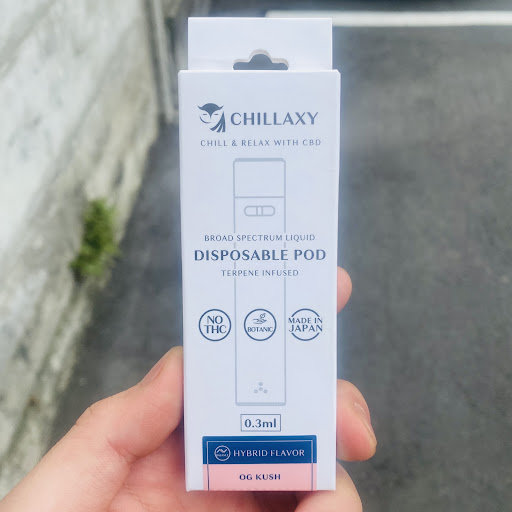 CHILLAXY
CHILL & RELAX WITH CBD
BROAD SPECTRUM LIQUID
DISPOSABLE POD
TERPENE INFUSED
NO THC
BOTANIC
MADE IN JAPAN
0.3ml
HYBRID FLAVOR
OG KUSH